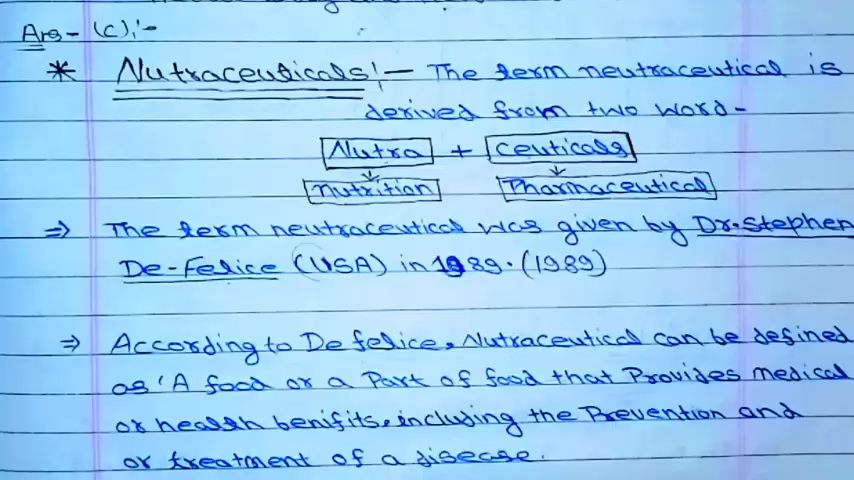 Ans- (c):-
* Nutraceuticals:- The term neutraceutical is
derived from two word-
Nutra + ceuticals
nutrition Pharmaceutical
⇒ The term neutraceutical was given by Dr. Stephen
De-Felice (USA) in 1989. (1989)
⇒ According to De felice, Nutraceutical can be defined
as 'A food or a Part of food that Provides medical
or health benifits, including the Prevention and
or treatment of a disease.